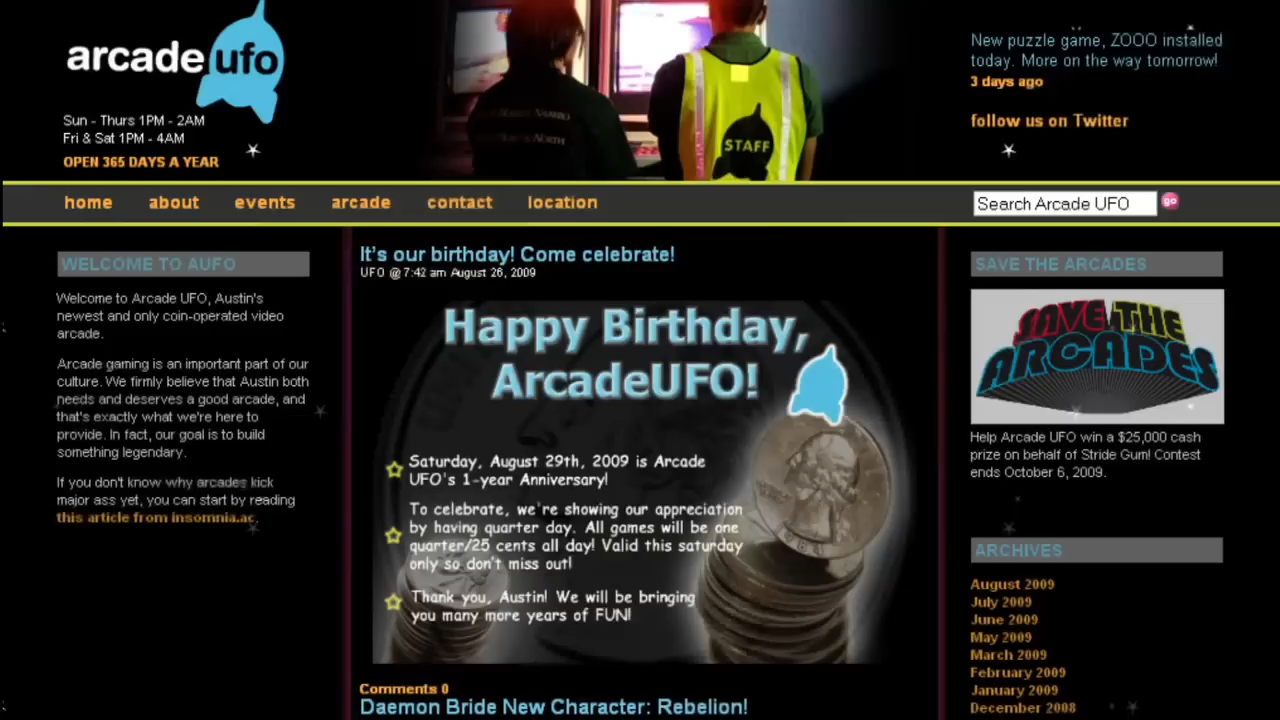 arcade ufo
Sun - Thurs 1PM - 2AM
Fri & Sat 1PM - 4AM
OPEN 365 DAYS A YEAR
STAFF
New puzzle game, ZOOO installed
today. More on the way tomorrow!
3 days ago
follow us on Twitter
home about events arcade contact location
Search Arcade UFO go
WELCOME TO AUFO
Welcome to Arcade UFO, Austin's
newest and only coin-operated video
arcade.
Arcade gaming is an important part of our
culture. We firmly believe that Austin both
needs and deserves a good arcade, and
that's exactly what we're here to
provide. In fact, our goal is to build
something legendary.
If you don't know why arcades kick
major ass yet, you can start by reading
this article from insomnia.ac.
It's our birthday! Come celebrate!
UFO @ 7:42 am August 26, 2009
Happy Birthday,
ArcadeUFO!
Saturday, August 29th, 2009 is Arcade
UFO's 1-year Anniversary!
To celebrate, we're showing our appreciation
by having quarter day. All games will be one
quarter/25 cents all day! Valid this saturday
only so don't miss out!
Thank you, Austin! We will be bringing
you many more years of FUN!
Comments 0
Daemon Bride New Character: Rebelion!
SAVE THE ARCADES
SAVE THE
ARCADES
Help Arcade UFO win a $25,000 cash
prize on behalf of Stride Gum! Contest
ends October 6, 2009.
ARCHIVES
August 2009
July 2009
June 2009
May 2009
March 2009
February 2009
January 2009
December 2008